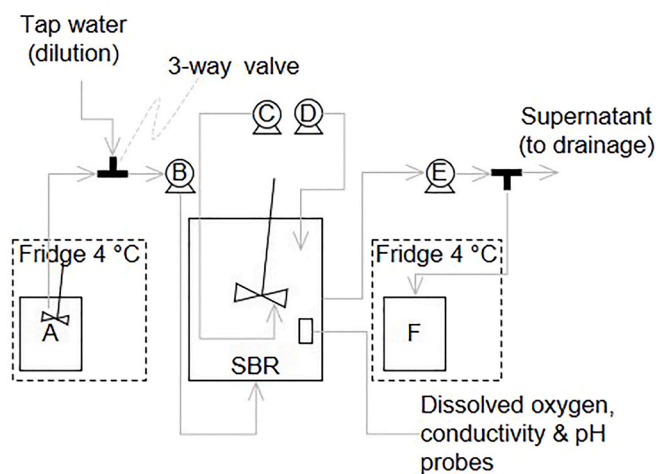 Tap water
(dilution)
3-way valve
C
D
Supernatant
(to drainage)
B
E
Fridge 4 °C
Fridge 4 °C
A
F
SBR
Dissolved oxygen,
conductivity & pH
probes